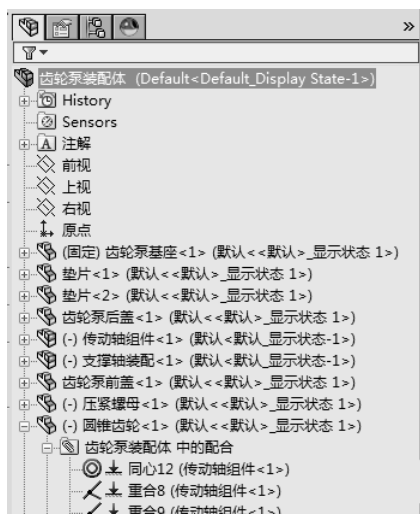 »
齿轮泵装配体 (Default<Default_Display State-1>)
History
Sensors
A 注解
前视
上视
右视
原点
(固定) 齿轮泵基座<1> (默认<<默认>_显示状态 1>)
垫片<1> (默认<<默认>_显示状态 1>)
垫片<2> (默认<<默认>_显示状态 1>)
齿轮泵后盖<1> (默认<<默认>_显示状态 1>)
(-) 传动轴组件<1> (默认<默认_显示状态-1>)
(-) 支撑轴装配<1> (默认<默认_显示状态-1>)
齿轮泵前盖<1> (默认<<默认>_显示状态 1>)
(-) 压紧螺母<1> (默认<<默认>_显示状态 1>)
(-) 圆锥齿轮<1> (默认<<默认>_显示状态 1>)
齿轮泵装配体 中的配合
同心12 (传动轴组件<1>)
重合8 (传动轴组件<1>)
重合9 (传动轴组件<1>)